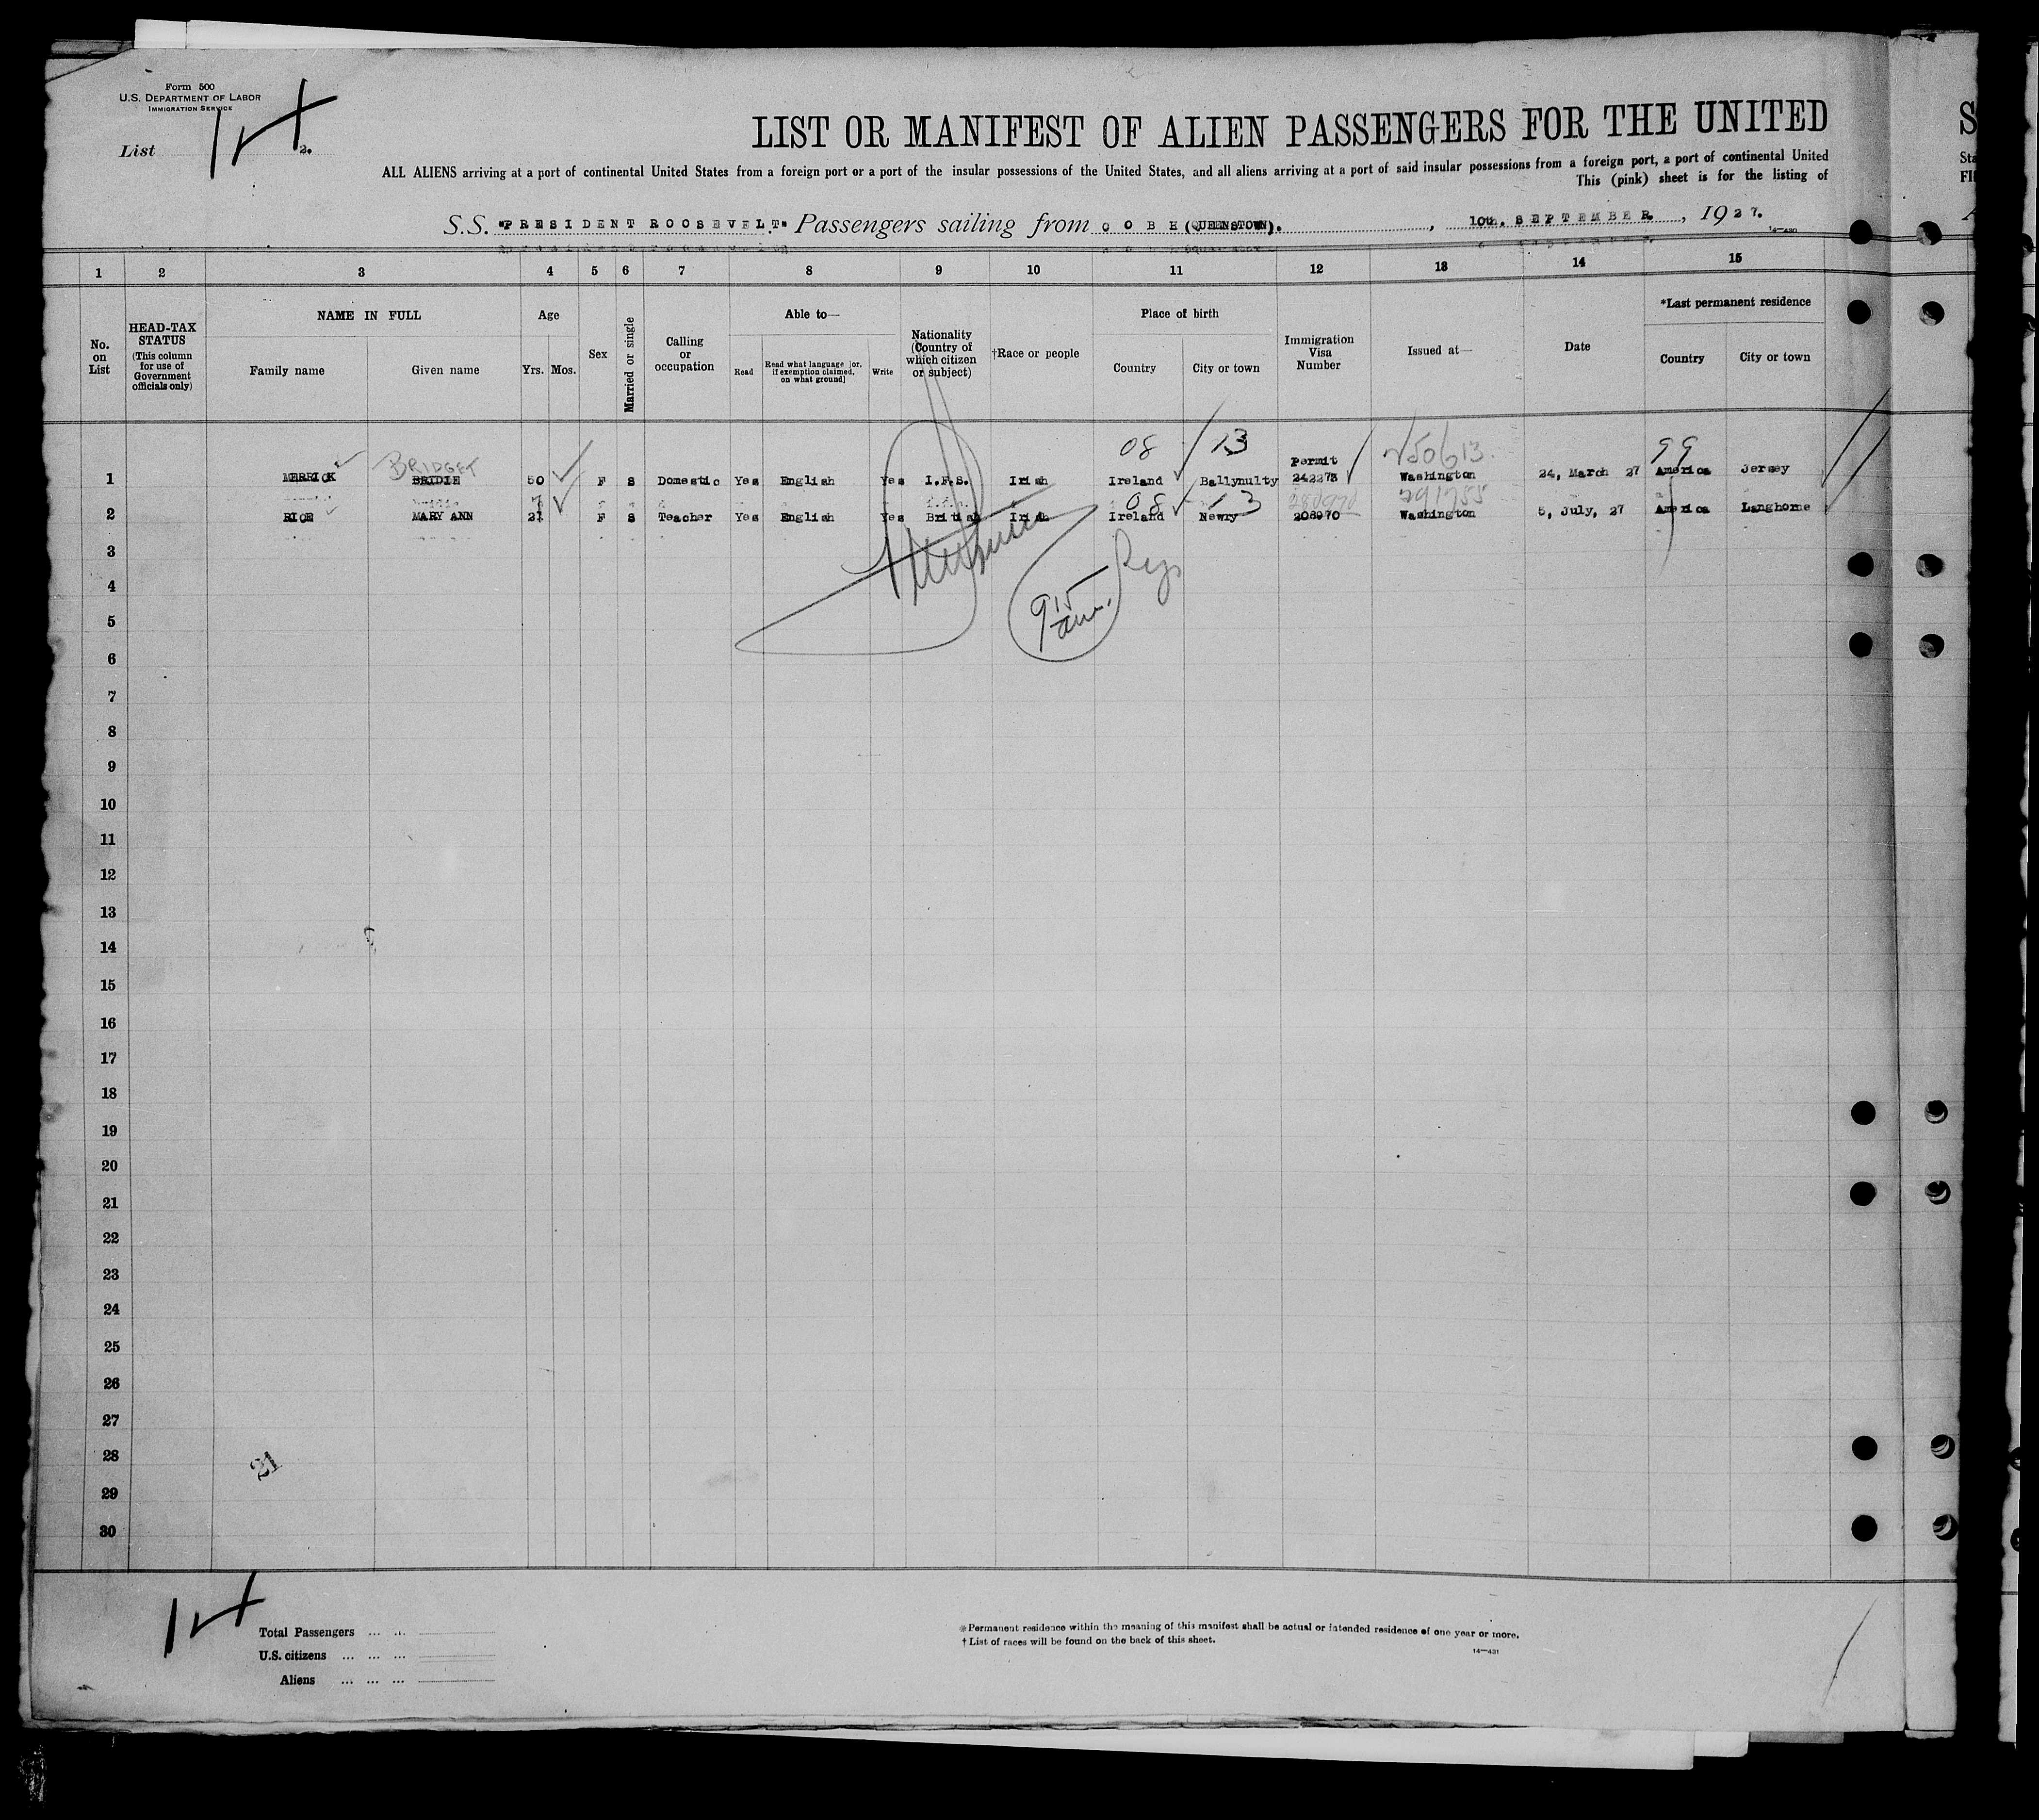 Form 500
U.S. DEPARTMENT OF LABOR
IMMIGRATION SERVICE
List 2.
LIST OR MANIFEST OF ALIEN PASSENGERS FOR THE UNITED
ALL ALIENS arriving at a port of continental United States from a foreign port or a port of the insular possessions of the United States, and all aliens arriving at a port of said insular possessions from a foreign port, a port of continental United
This (pink) sheet is for the listing of
S.S. "PRESIDENT ROOSEVELT" Passengers sailing from COBH (QUEENSTOWN). , 10th. SEPTEMBER. , 1927.
14—430
1 2 3 4 5 6 7 8 9 10 11 12 13 14 15
No. on List
HEAD-TAX STATUS
(This column for use of Government officials only)
NAME IN FULL
Family name
Given name
Age
Yrs. Mos.
Sex
Married or single
Calling or occupation
Able to—
Read
Read what language [or, if exemption claimed, on what ground]
Write
Nationality (Country of which citizen or subject)
†Race or people
Place of birth
Country
City or town
Immigration Visa Number
Issued at—
Date
*Last permanent residence
Country
City or town
08 13 250613 99
BRIDGET Permit
1 MERRICK BRIDIE 50 F S Domestic Yes English Yes I.F.S. Irish Ireland Ballynulty 242273 Washington 24, March 27 America Jersey
08 13
2 RICE MARY ANN 21 F S Teacher Yes English Yes British Irish Ireland Newry 208970 Washington 5, July, 27 America Langhorne
3
4
5
6
7
8
9
10
11
12
13
14
15
16
17
18
19
20
21
22
23
24
25
26
27
28
29
30
21
Total Passengers ... ...
U.S. citizens ... ... ...
Aliens ... ... ...
*Permanent residence within the meaning of this manifest shall be actual or intended residence of one year or more.
†List of races will be found on the back of this sheet.
14—431